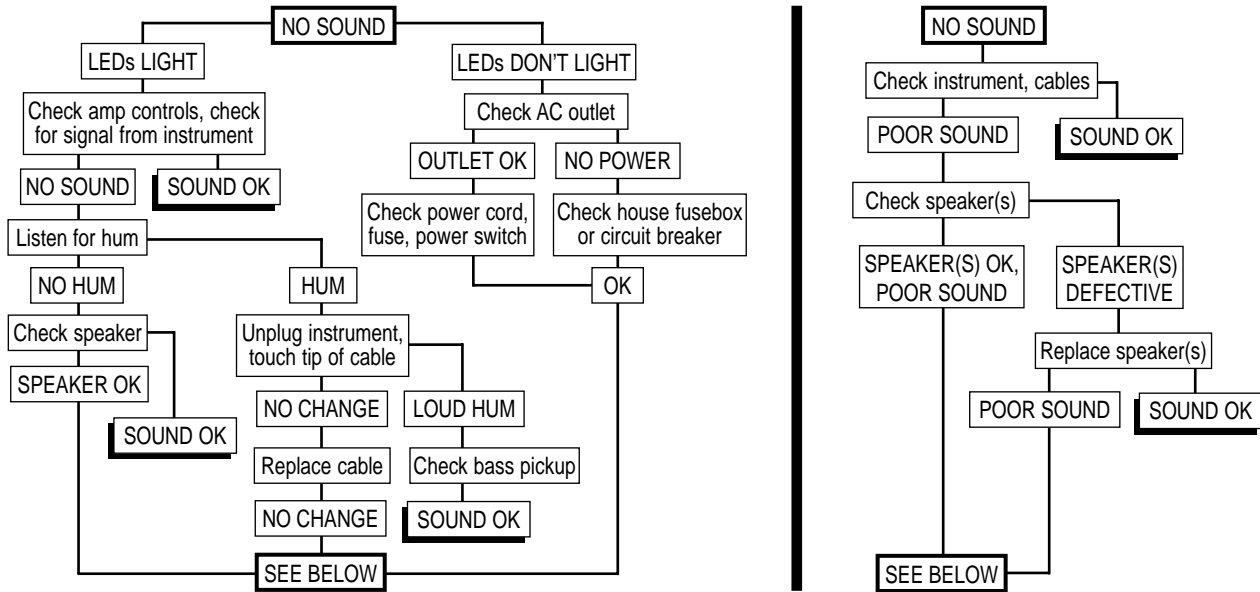 NO SOUND
LEDs LIGHT
LEDs DON'T LIGHT
Check amp controls, check
for signal from instrument
Check AC outlet
OUTLET OK
NO POWER
NO SOUND
SOUND OK
Check power cord,
fuse, power switch
Check house fusebox
or circuit breaker
Listen for hum
NO HUM
HUM
OK
Check speaker
Unplug instrument,
touch tip of cable
SPEAKER OK
NO CHANGE
LOUD HUM
SOUND OK
Replace cable
Check bass pickup
NO CHANGE
SOUND OK
SEE BELOW
NO SOUND
Check instrument, cables
POOR SOUND
SOUND OK
Check speaker(s)
SPEAKER(S) OK,
POOR SOUND
SPEAKER(S)
DEFECTIVE
Replace speaker(s)
POOR SOUND
SOUND OK
SEE BELOW